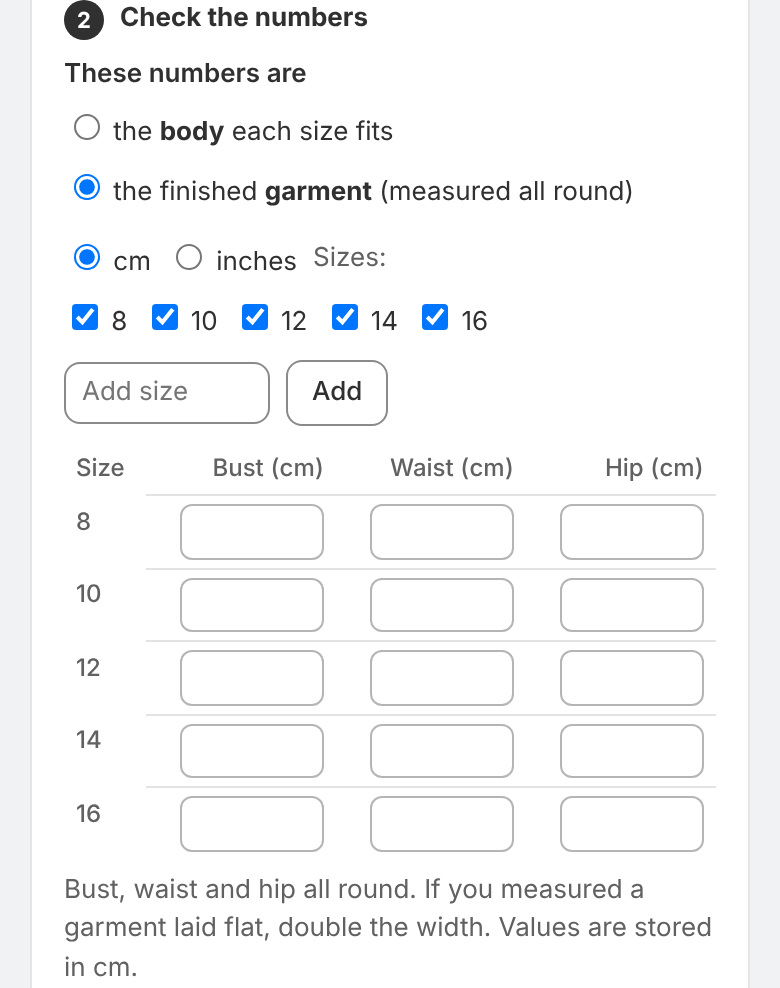 2 Check the numbers
These numbers are
the body each size fits
the finished garment (measured all round)
cm inches Sizes:
8 10 12 14 16
Add size Add
Size Bust (cm) Waist (cm) Hip (cm)
8
10
12
14
16
Bust, waist and hip all round. If you measured a
garment laid flat, double the width. Values are stored
in cm.